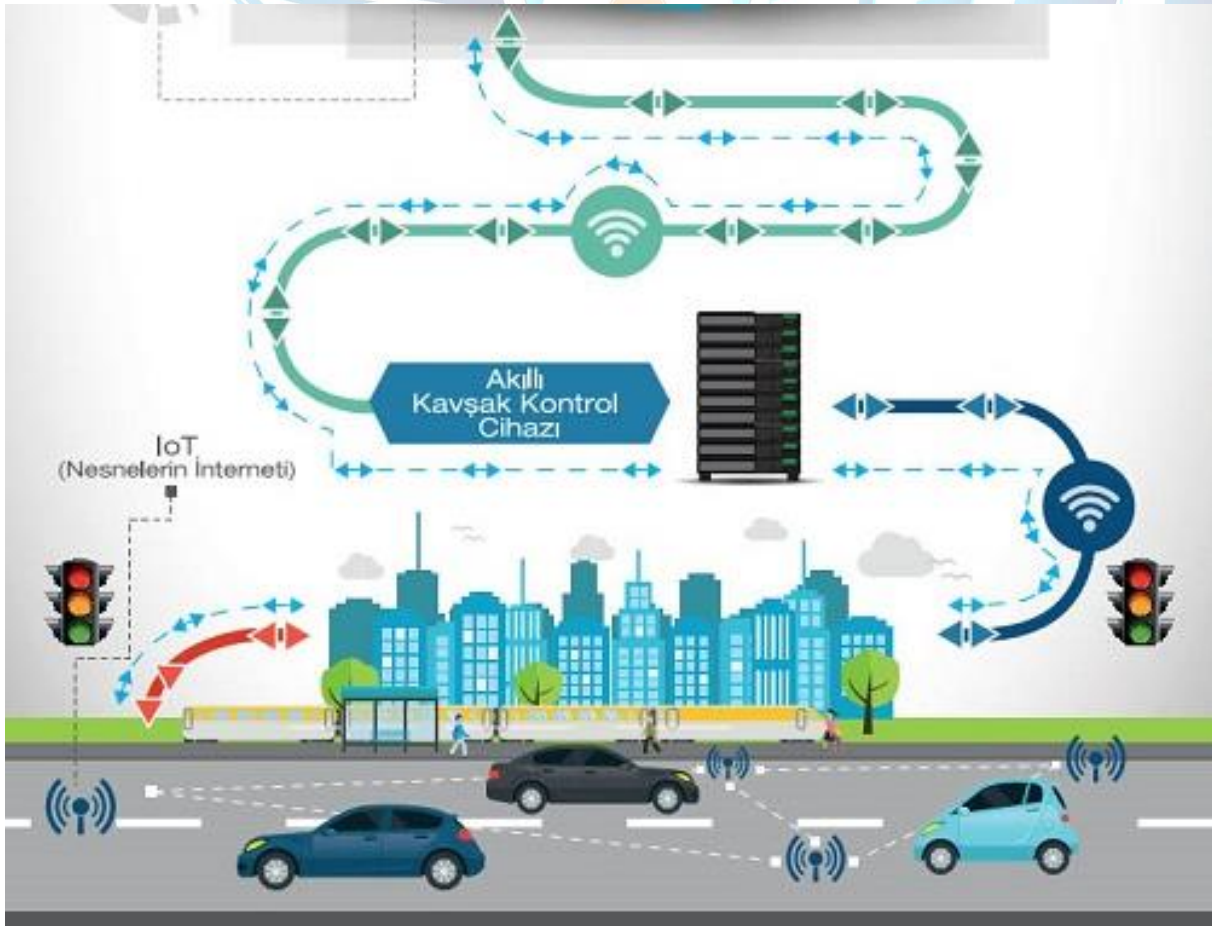 Akıllı
Kavşak Kontrol
Cihazı
IoT
(Nesnelerin İnterneti)